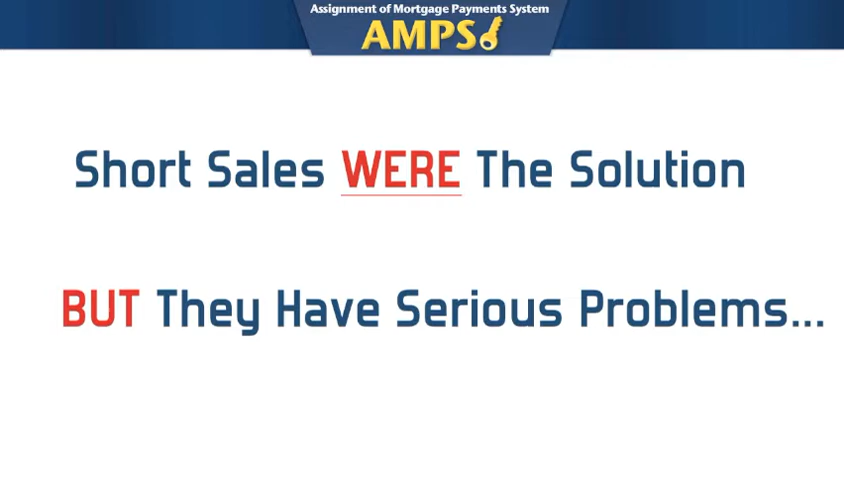 Assignment of Mortgage Payments System
AMPS
Short Sales WERE The Solution
BUT They Have Serious Problems...